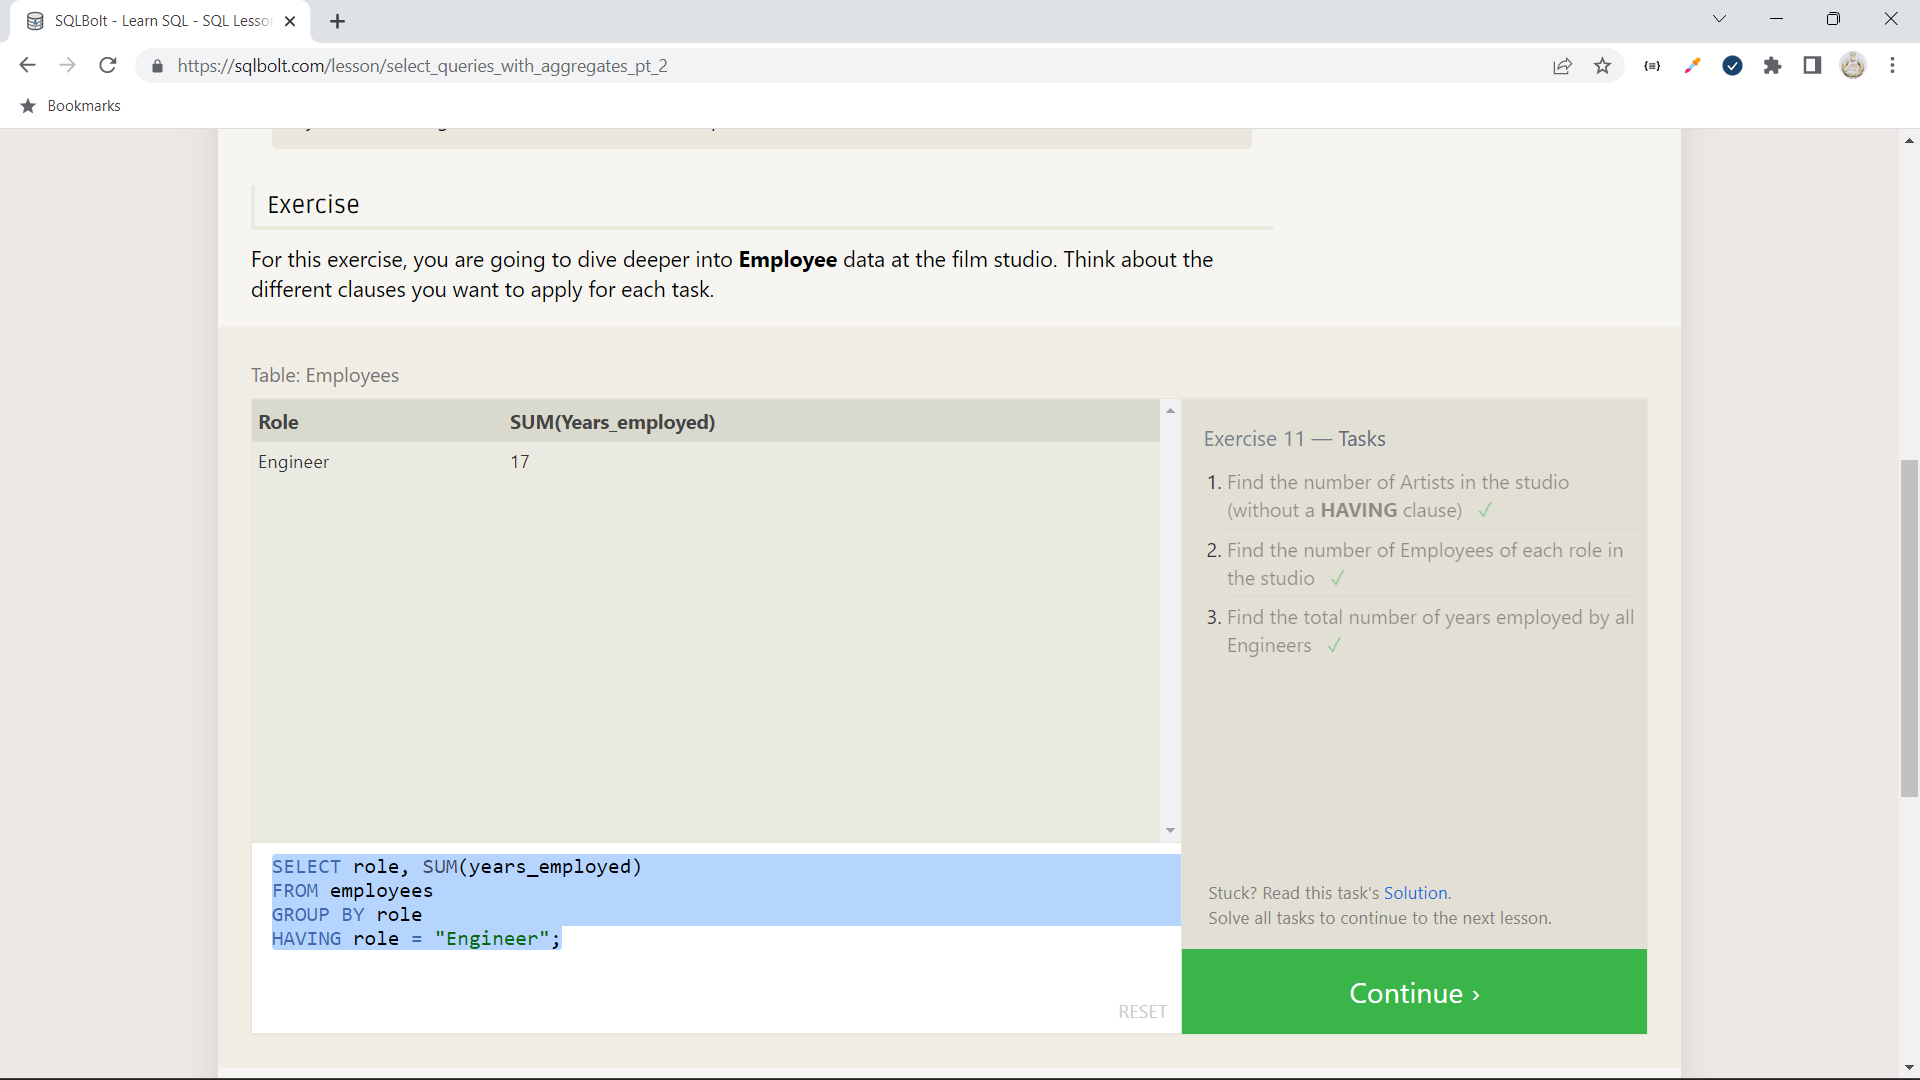 SQLBolt - Learn SQL - SQL Lesso
https://sqlbolt.com/lesson/select_queries_with_aggregates_pt_2
Bookmarks
Exercise
For this exercise, you are going to dive deeper into Employee data at the film studio. Think about the
different clauses you want to apply for each task.
Table: Employees
Role SUM(Years_employed)
Engineer 17
SELECT role, SUM(years_employed)
FROM employees
GROUP BY role
HAVING role = "Engineer";
RESET
Exercise 11 — Tasks
1. Find the number of Artists in the studio
(without a HAVING clause) ✓
2. Find the number of Employees of each role in
the studio ✓
3. Find the total number of years employed by all
Engineers ✓
Stuck? Read this task's Solution.
Solve all tasks to continue to the next lesson.
Continue ›